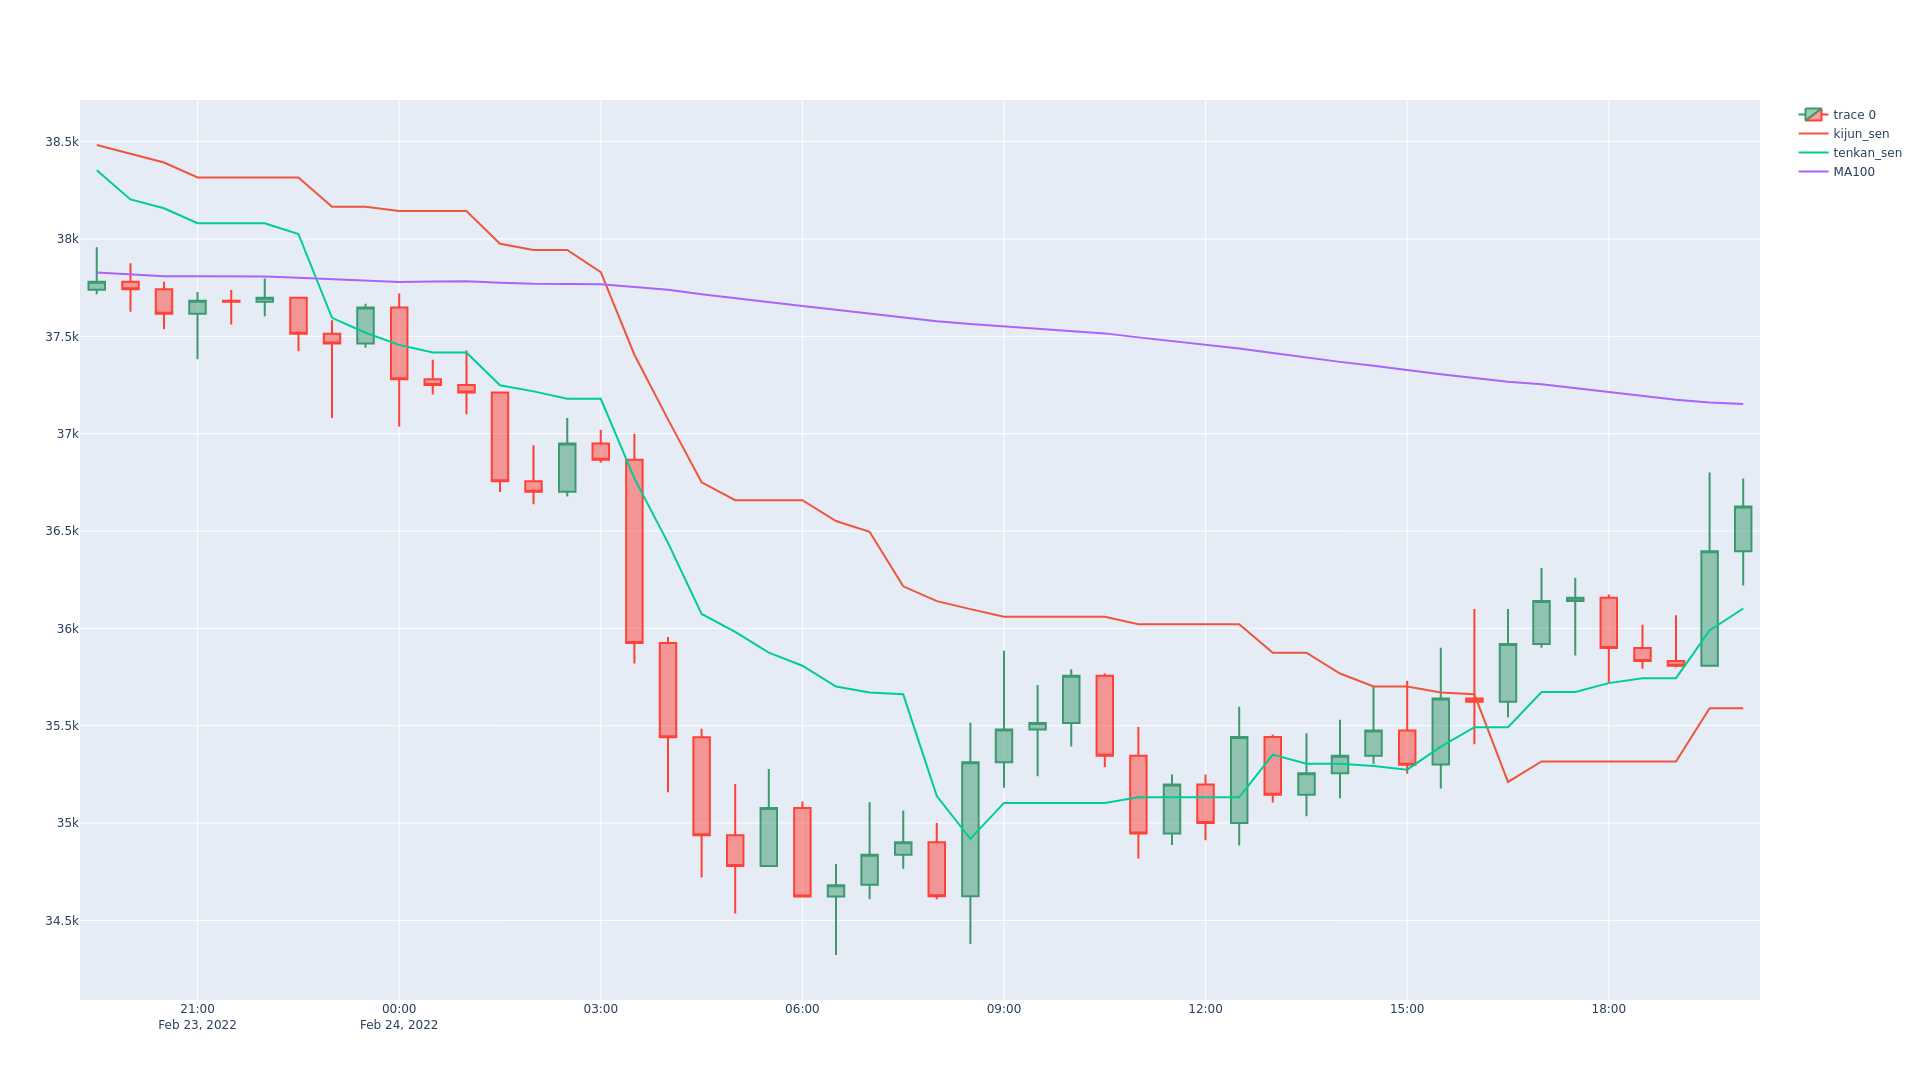 38.5k
38k
37.5k
37k
36.5k
36k
35.5k
35k
34.5k
21:00
Feb 23, 2022
00:00
Feb 24, 2022
03:00
06:00
09:00
12:00
15:00
18:00
trace 0
kijun_sen
tenkan_sen
MA100